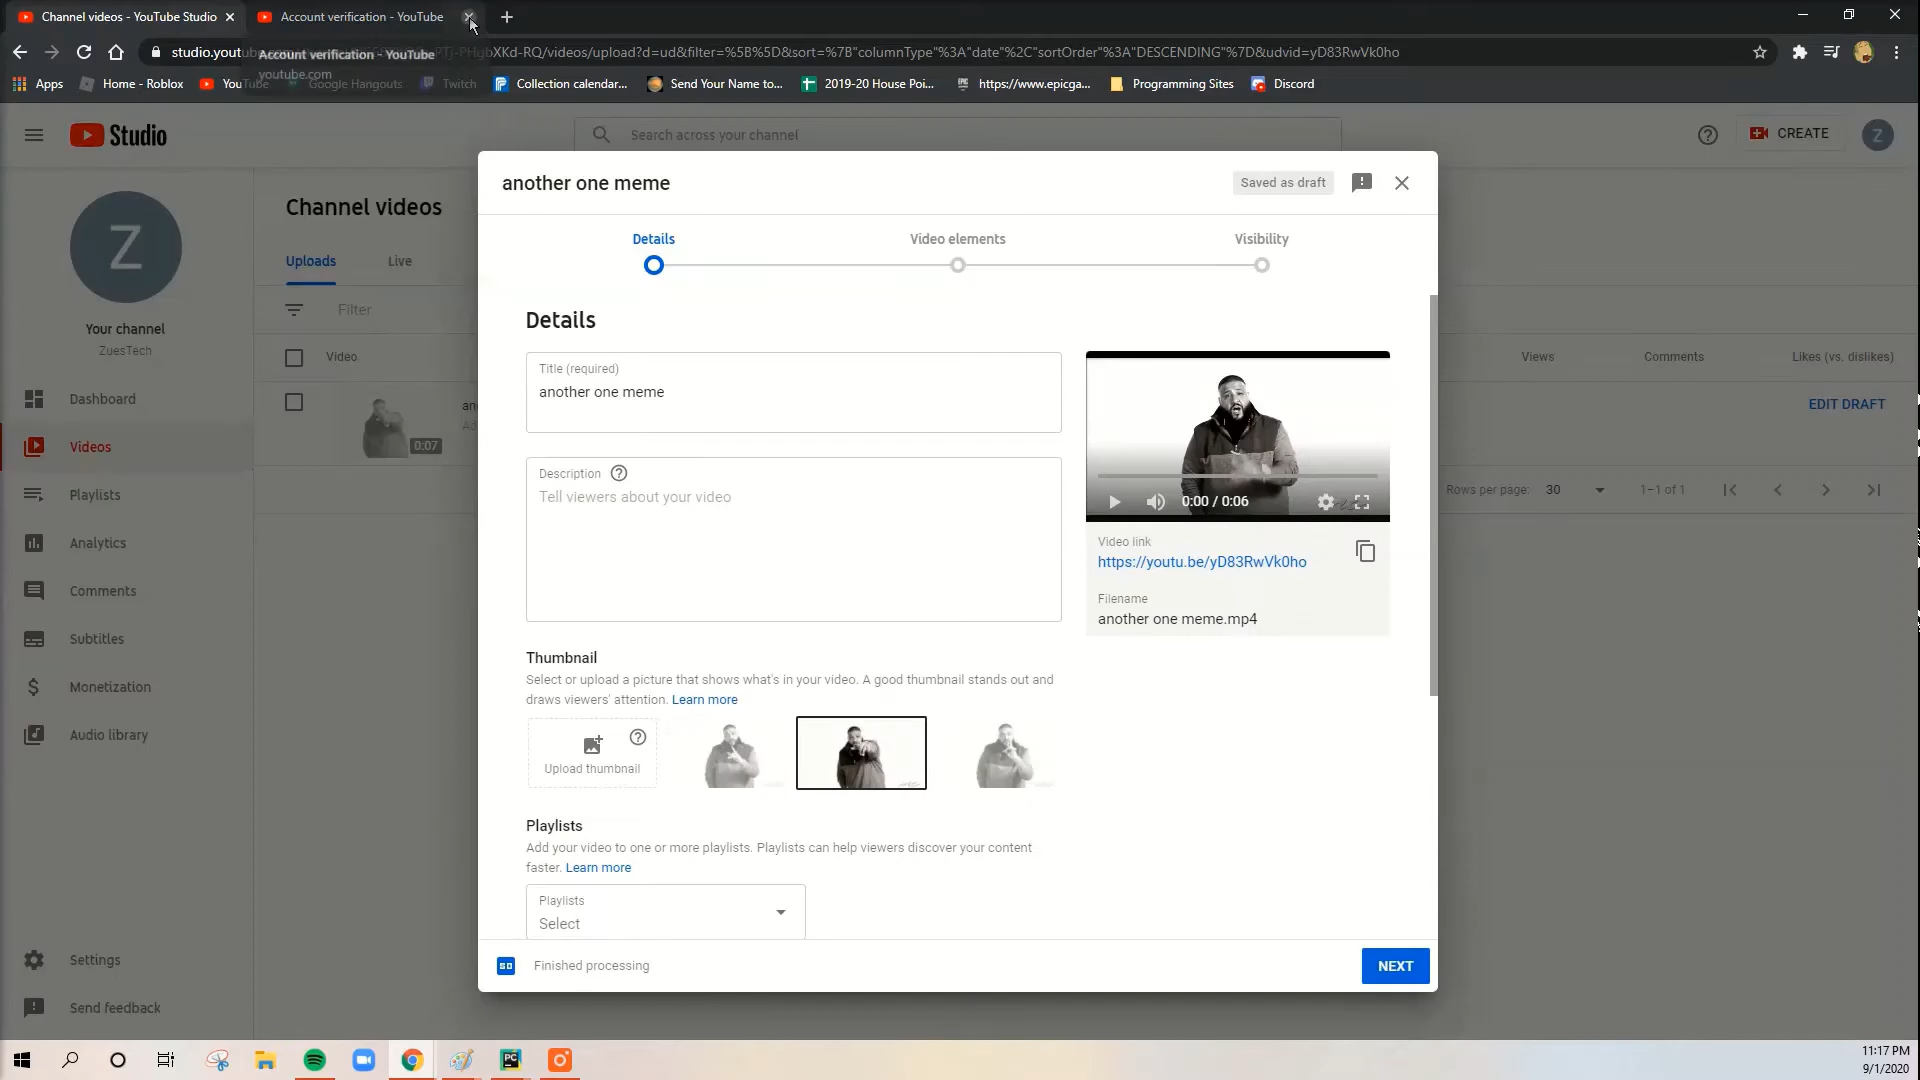 Channel videos - YouTube Studio
Account verification - YouTube
studio.youtub
Account verification - YouTube
youtube.com
XKd-RQ/videos/upload?d=ud&filter=%5B%5D&sort=%7B"columnType"%3A"date"%2C"sortOrder"%3A"DESCENDING"%7D&udvid=yD83RwVk0ho
Apps
Home - Roblox
YouTube
Google Hangouts
Twitch
Collection calendar...
Send Your Name to...
2019-20 House Poi...
https://www.epicga...
Programming Sites
Discord
Studio
Search across your channel
CREATE
Z
Z
Your channel
ZuesTech
Dashboard
Videos
Playlists
Analytics
Comments
Subtitles
Monetization
Audio library
Settings
Send feedback
Channel videos
Uploads
Live
Filter
Video
Views
Comments
Likes (vs. dislikes)
0:07
EDIT DRAFT
Rows per page:
30
1–1 of 1
another one meme
Saved as draft
Details
Video elements
Visibility
Details
Title (required)
another one meme
Description
Tell viewers about your video
0:00 / 0:06
Video link
https://youtu.be/yD83RwVk0ho
Filename
another one meme.mp4
Thumbnail
Select or upload a picture that shows what's in your video. A good thumbnail stands out and
draws viewers' attention. Learn more
Upload thumbnail
Playlists
Add your video to one or more playlists. Playlists can help viewers discover your content
faster. Learn more
Playlists
Select
SD
Finished processing
NEXT
PC
11:17 PM
9/1/2020